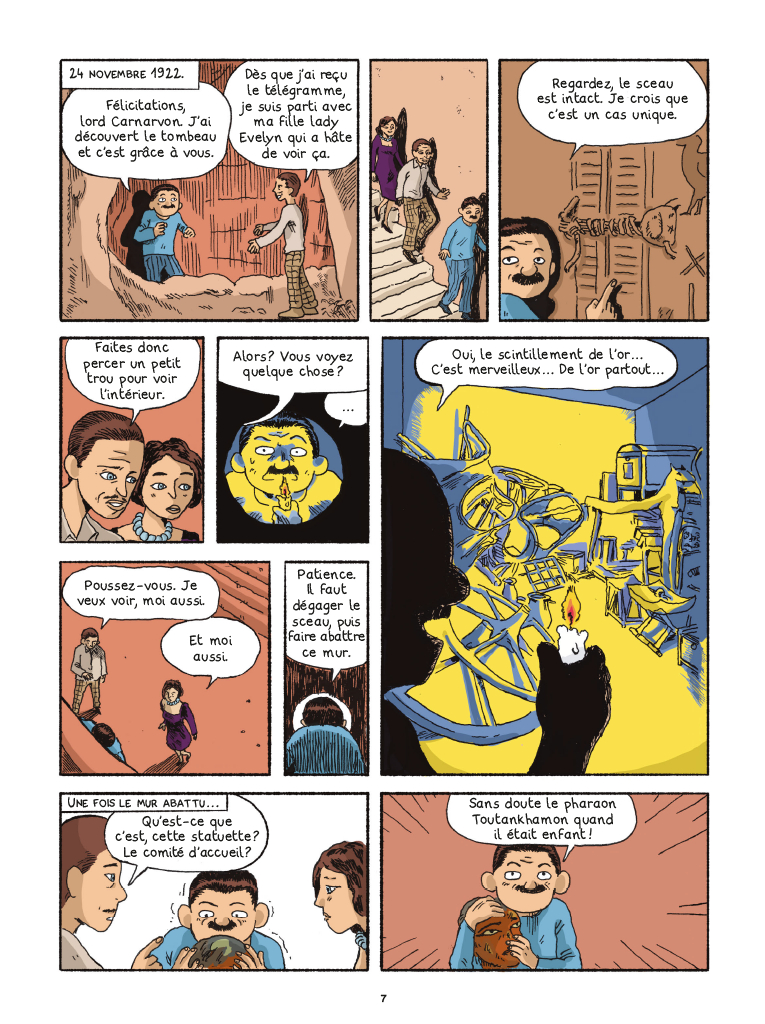 24 NOVEMBRE 1922.
Félicitations,
lord Carnarvon. J'ai
découvert le tombeau
et c'est grâce à vous.
Dès que j'ai reçu
le télégramme,
je suis parti avec
ma fille lady
Evelyn qui a hâte
de voir ça.
Regardez, le sceau
est intact. Je crois que
c'est un cas unique.
Faites donc
percer un petit
trou pour voir
l'intérieur.
Alors? Vous voyez
quelque chose?
...
Oui, le scintillement de l'or...
C'est merveilleux... De l'or partout...
Poussez-vous. Je
veux voir, moi aussi.
Et moi
aussi.
Patience.
Il faut
dégager le
sceau, puis
faire abattre
ce mur.
UNE FOIS LE MUR ABATTU...
Qu'est-ce que
c'est, cette statuette?
Le comité d'accueil?
Sans doute le pharaon
Toutankhamon quand
il était enfant!
7